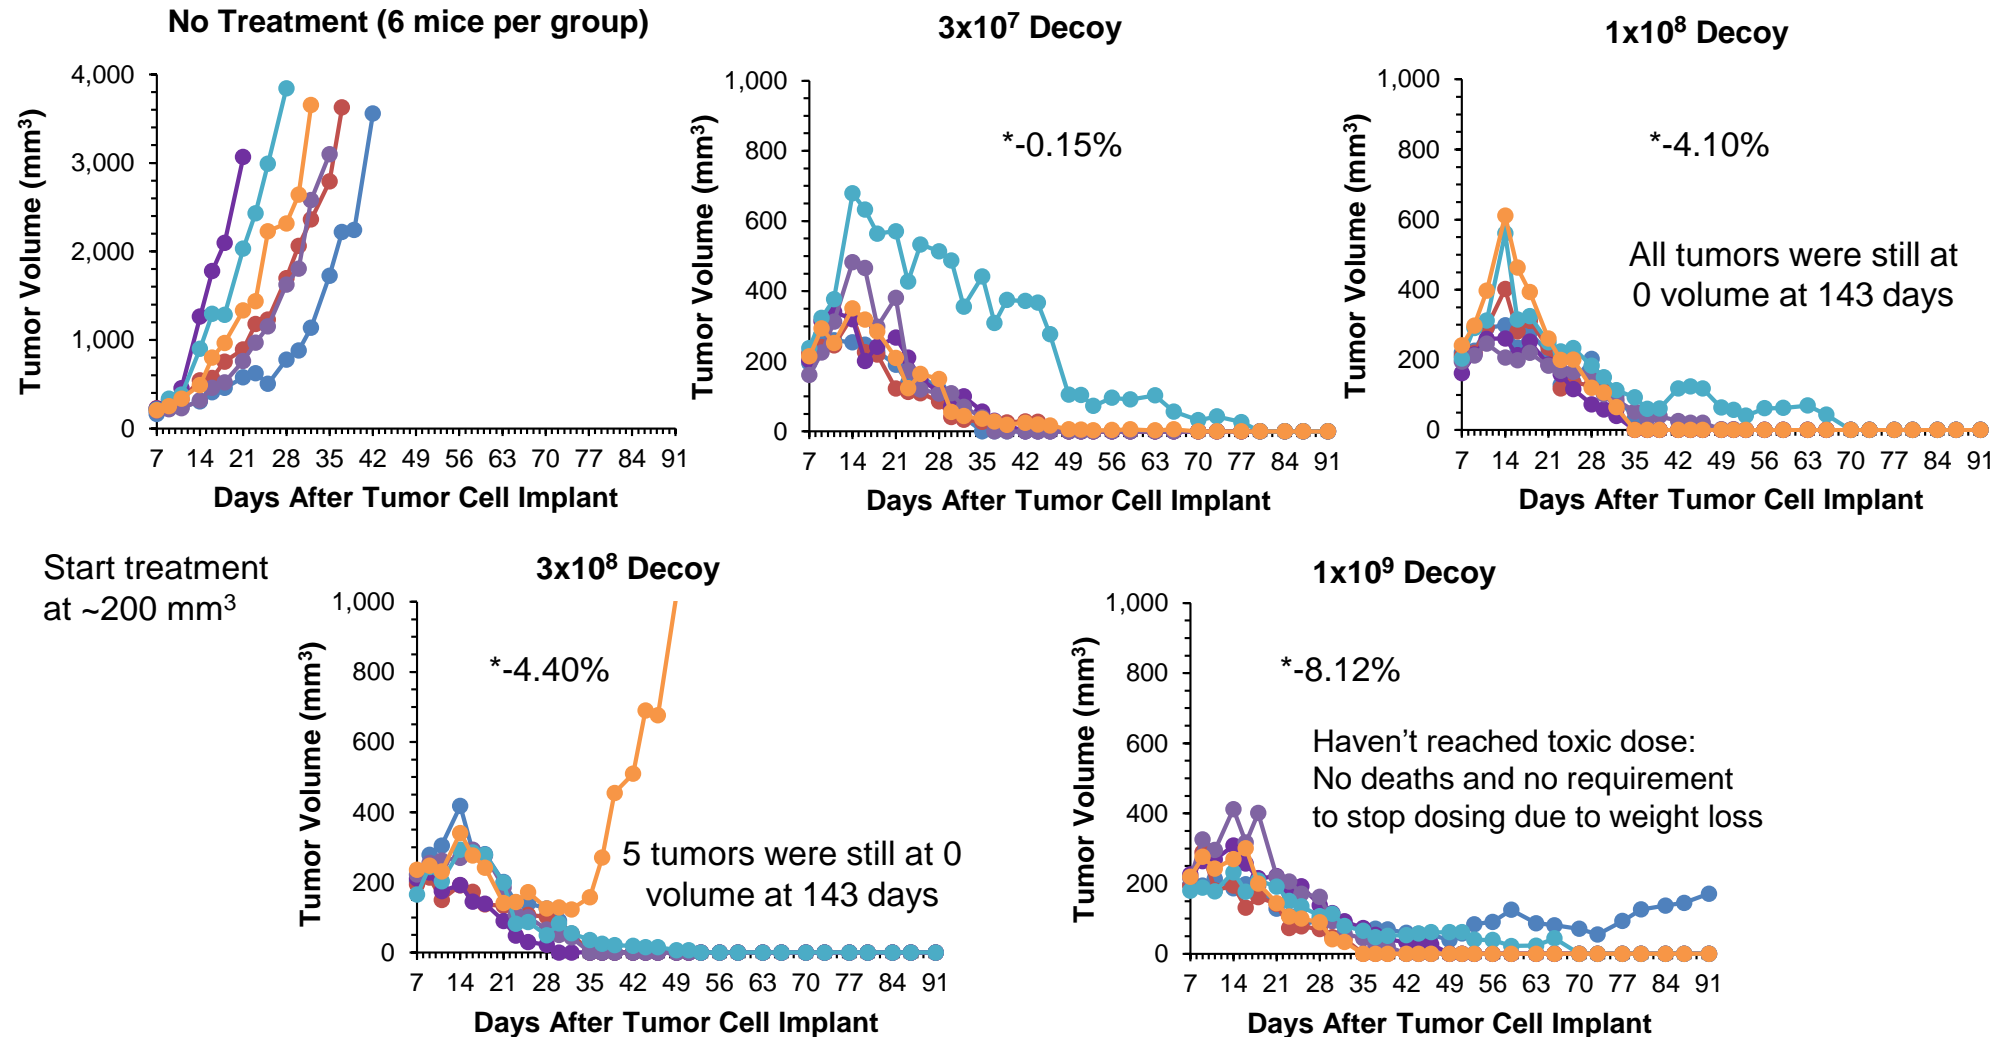 No Treatment (6 mice per group)
4,000
3,000
2,000
1,000
0
Tumor Volume (mm³)
7 14 21 28 35 42 49 56 63 70 77 84 91
Days After Tumor Cell Implant
3x10⁷ Decoy
1,000
800
600
400
200
0
Tumor Volume (mm³)
*-0.15%
7 14 21 28 35 42 49 56 63 70 77 84 91
Days After Tumor Cell Implant
1x10⁸ Decoy
1,000
800
600
400
200
0
Tumor Volume (mm³)
*-4.10%
All tumors were still at
0 volume at 143 days
7 14 21 28 35 42 49 56 63 70 77 84 91
Days After Tumor Cell Implant
Start treatment
at ~200 mm³
3x10⁸ Decoy
1,000
800
600
400
200
0
Tumor Volume (mm³)
*-4.40%
5 tumors were still at 0
volume at 143 days
7 14 21 28 35 42 49 56 63 70 77 84 91
Days After Tumor Cell Implant
1x10⁹ Decoy
1,000
800
600
400
200
0
Tumor Volume (mm³)
*-8.12%
Haven’t reached toxic dose:
No deaths and no requirement
to stop dosing due to weight loss
7 14 21 28 35 42 49 56 63 70 77 84 91
Days After Tumor Cell Implant